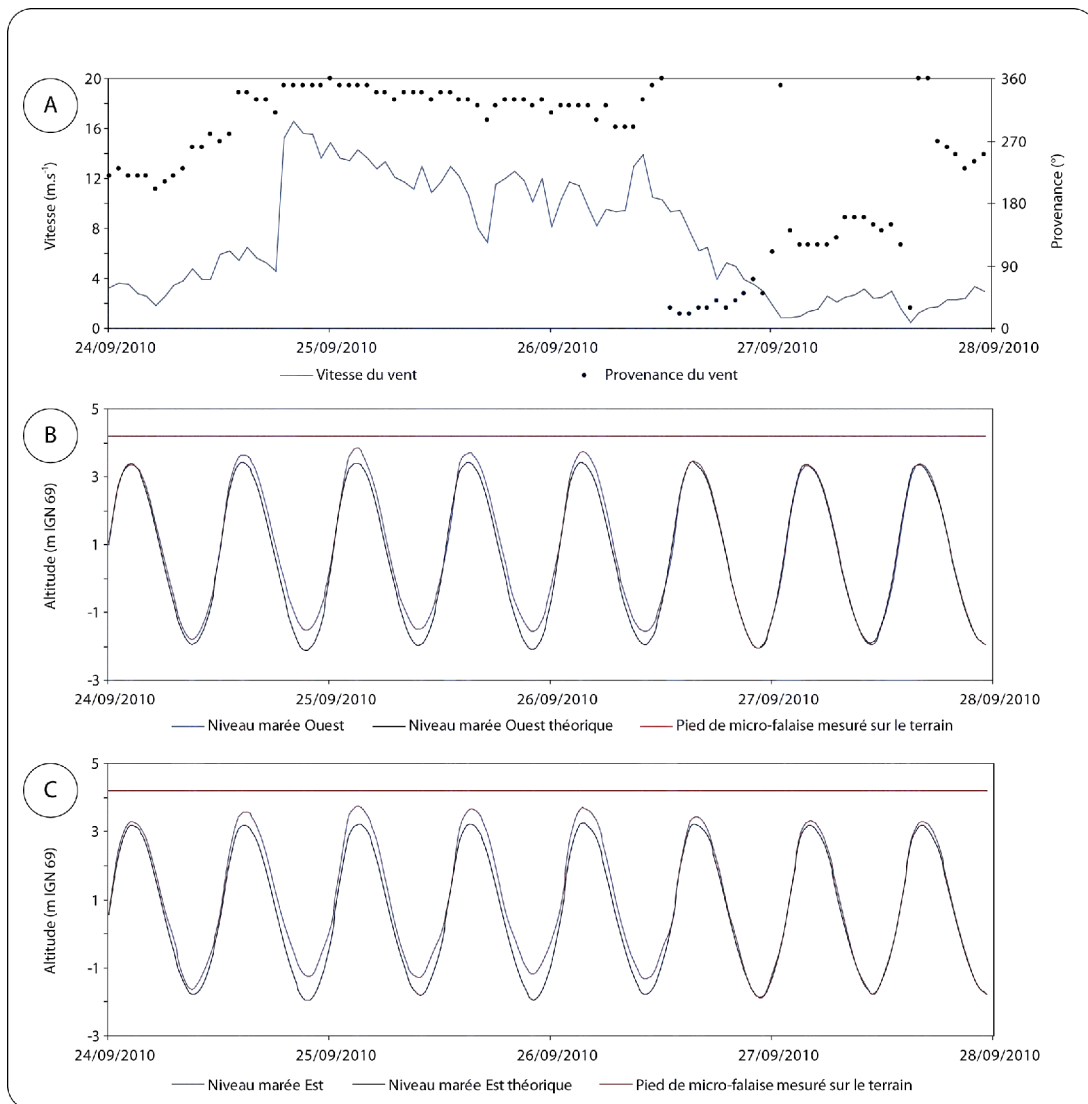 A
Vitesse (m.s-1)
20
16
12
8
4
0
360
270
180
90
0
Provenance (°)
24/09/2010 25/09/2010 26/09/2010 27/09/2010 28/09/2010
Vitesse du vent Provenance du vent
B
Altitude (m IGN 69)
5
3
1
-1
-3
24/09/2010 25/09/2010 26/09/2010 27/09/2010 28/09/2010
Niveau marée Ouest Niveau marée Ouest théorique Pied de micro-falaise mesuré sur le terrain
C
Altitude (m IGN 69)
5
3
1
-1
-3
24/09/2010 25/09/2010 26/09/2010 27/09/2010 28/09/2010
Niveau marée Est Niveau marée Est théorique Pied de micro-falaise mesuré sur le terrain